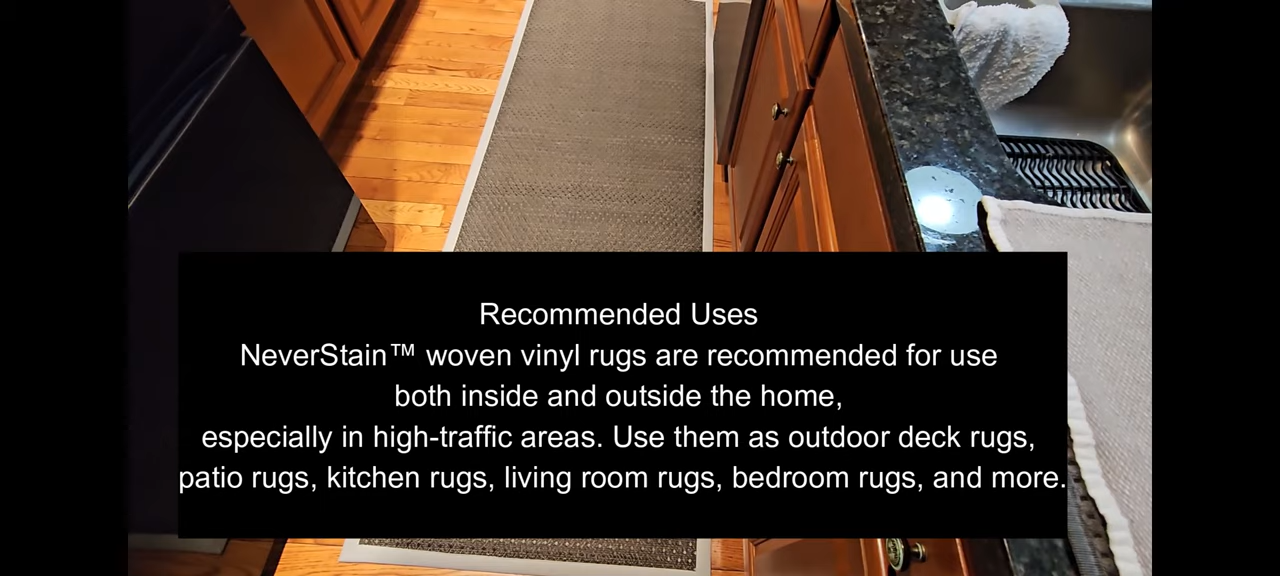 Recommended Uses
NeverStain™ woven vinyl rugs are recommended for use
both inside and outside the home,
especially in high-traffic areas. Use them as outdoor deck rugs,
patio rugs, kitchen rugs, living room rugs, bedroom rugs, and more.